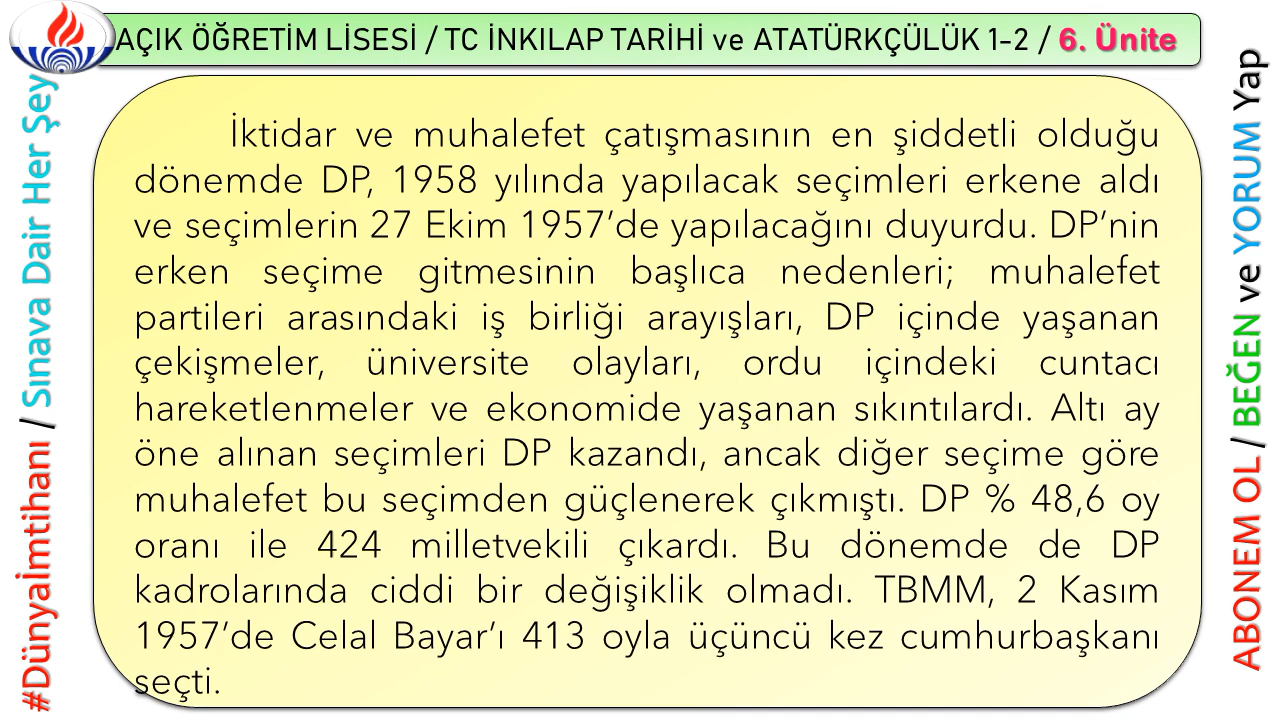 AÇIK ÖĞRETİM LİSESİ / TC İNKILAP TARİHİ ve ATATÜRKÇÜLÜK 1-2 / 6. Ünite
#Dünyaİmtihanı / Sınava Dair Her Şey
İktidar ve muhalefet çatışmasının en şiddetli olduğu
dönemde DP, 1958 yılında yapılacak seçimleri erkene aldı
ve seçimlerin 27 Ekim 1957’de yapılacağını duyurdu. DP’nin
erken seçime gitmesinin başlıca nedenleri; muhalefet
partileri arasındaki iş birliği arayışları, DP içinde yaşanan
çekişmeler, üniversite olayları, ordu içindeki cuntacı
hareketlenmeler ve ekonomide yaşanan sıkıntılardı. Altı ay
öne alınan seçimleri DP kazandı, ancak diğer seçime göre
muhalefet bu seçimden güçlenerek çıkmıştı. DP % 48,6 oy
oranı ile 424 milletvekili çıkardı. Bu dönemde de DP
kadrolarında ciddi bir değişiklik olmadı. TBMM, 2 Kasım
1957’de Celal Bayar’ı 413 oyla üçüncü kez cumhurbaşkanı
seçti.
ABONEM OL / BEĞEN ve YORUM Yap